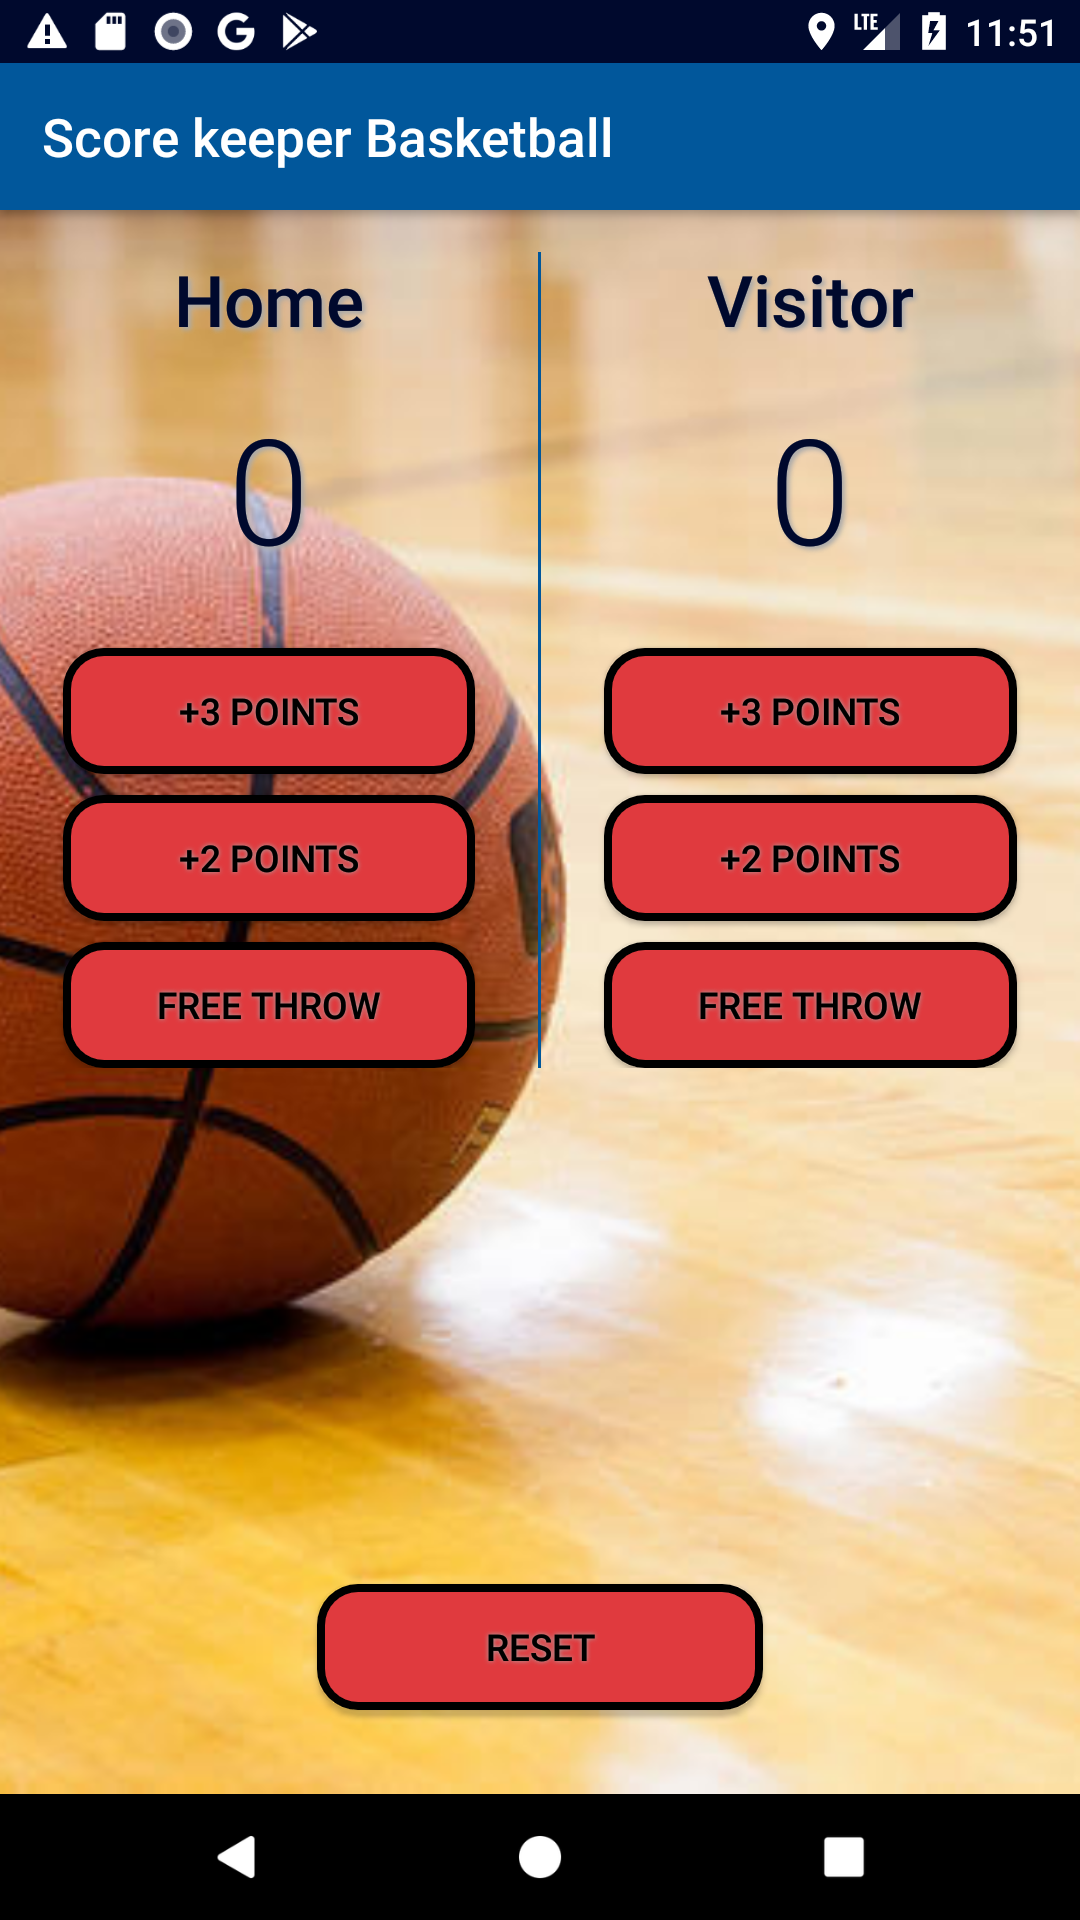 LTE 11:51
Score keeper Basketball
Home Visitor
0 0
+3 POINTS +3 POINTS
+2 POINTS +2 POINTS
FREE THROW FREE THROW
RESET